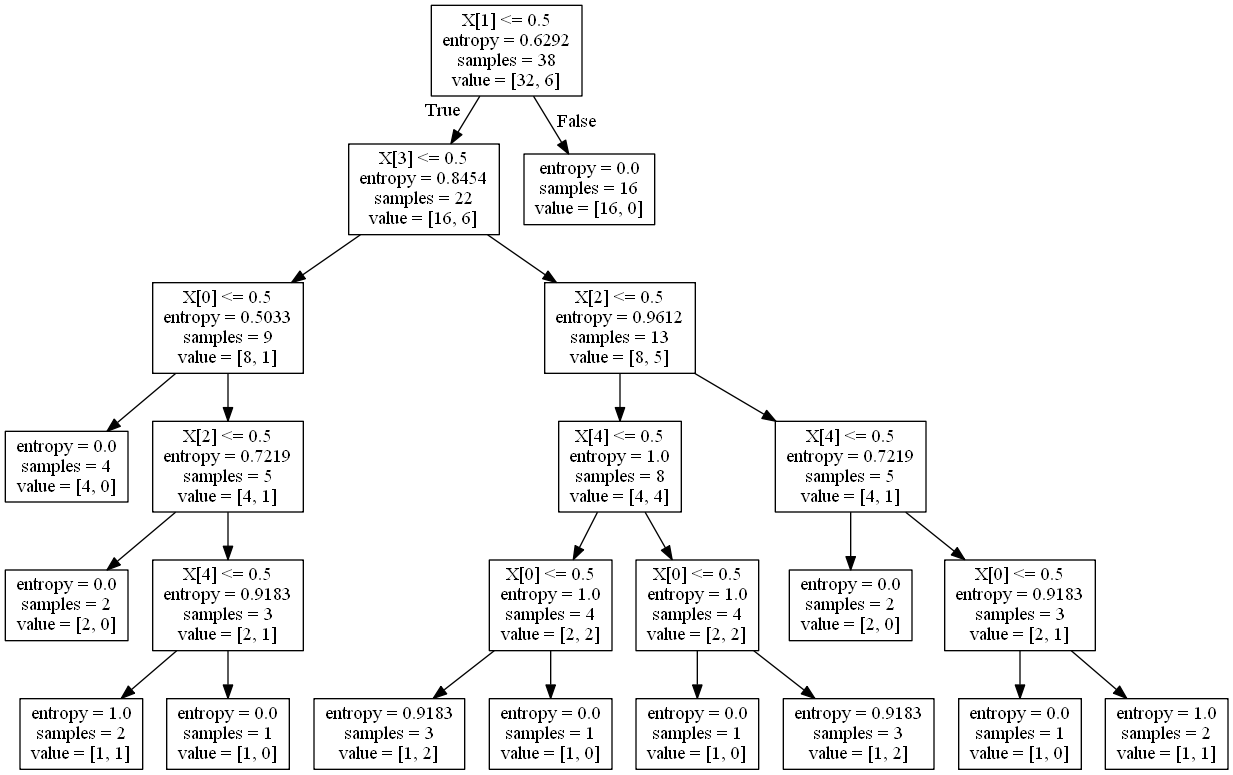 X[1] <= 0.5
entropy = 0.6292
samples = 38
value = [32, 6]
True
False
X[3] <= 0.5
entropy = 0.8454
samples = 22
value = [16, 6]
entropy = 0.0
samples = 16
value = [16, 0]
X[0] <= 0.5
entropy = 0.5033
samples = 9
value = [8, 1]
X[2] <= 0.5
entropy = 0.9612
samples = 13
value = [8, 5]
entropy = 0.0
samples = 4
value = [4, 0]
X[2] <= 0.5
entropy = 0.7219
samples = 5
value = [4, 1]
X[4] <= 0.5
entropy = 1.0
samples = 8
value = [4, 4]
X[4] <= 0.5
entropy = 0.7219
samples = 5
value = [4, 1]
entropy = 0.0
samples = 2
value = [2, 0]
X[4] <= 0.5
entropy = 0.9183
samples = 3
value = [2, 1]
X[0] <= 0.5
entropy = 1.0
samples = 4
value = [2, 2]
X[0] <= 0.5
entropy = 1.0
samples = 4
value = [2, 2]
entropy = 0.0
samples = 2
value = [2, 0]
X[0] <= 0.5
entropy = 0.9183
samples = 3
value = [2, 1]
entropy = 1.0
samples = 2
value = [1, 1]
entropy = 0.0
samples = 1
value = [1, 0]
entropy = 0.9183
samples = 3
value = [1, 2]
entropy = 0.0
samples = 1
value = [1, 0]
entropy = 0.0
samples = 1
value = [1, 0]
entropy = 0.9183
samples = 3
value = [1, 2]
entropy = 0.0
samples = 1
value = [1, 0]
entropy = 1.0
samples = 2
value = [1, 1]